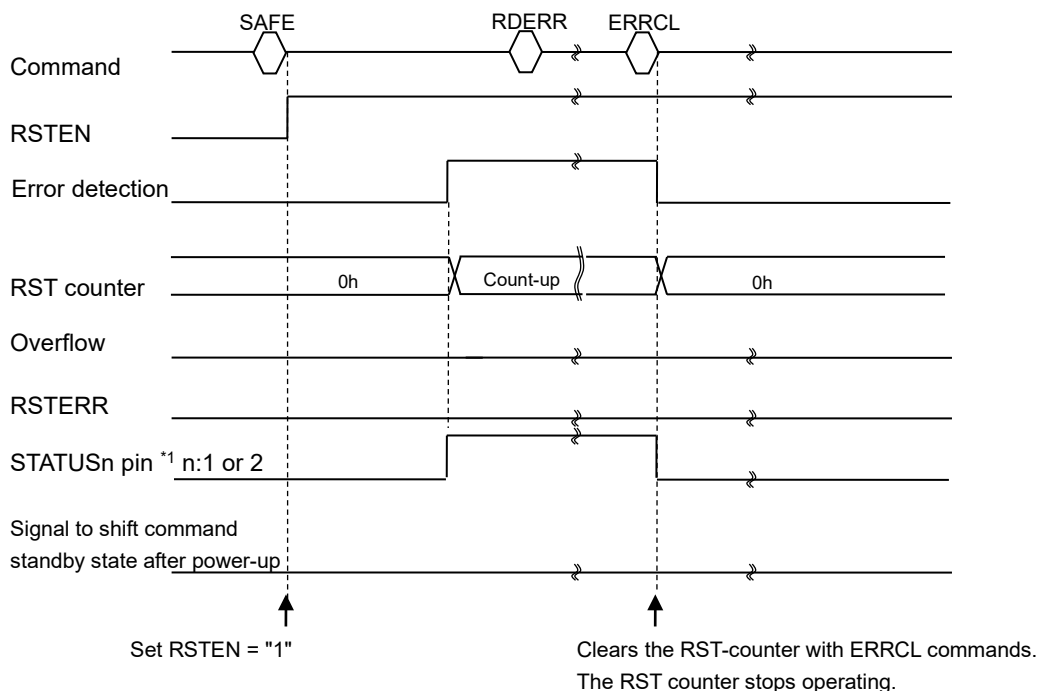 SAFE RDERR ERRCL
Command
RSTEN
Error detection
RST counter 0h Count-up 0h
Overflow
RSTERR
STATUSn pin *1 n:1 or 2
Signal to shift command
standby state after power-up
Set RSTEN = "1"
Clears the RST-counter with ERRCL commands.
The RST counter stops operating.